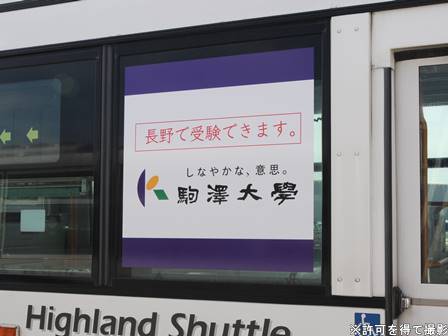 長野で受験できます。
しなやかな、意思。
駒澤大學
Highland Shuttle
※許可を得て撮影